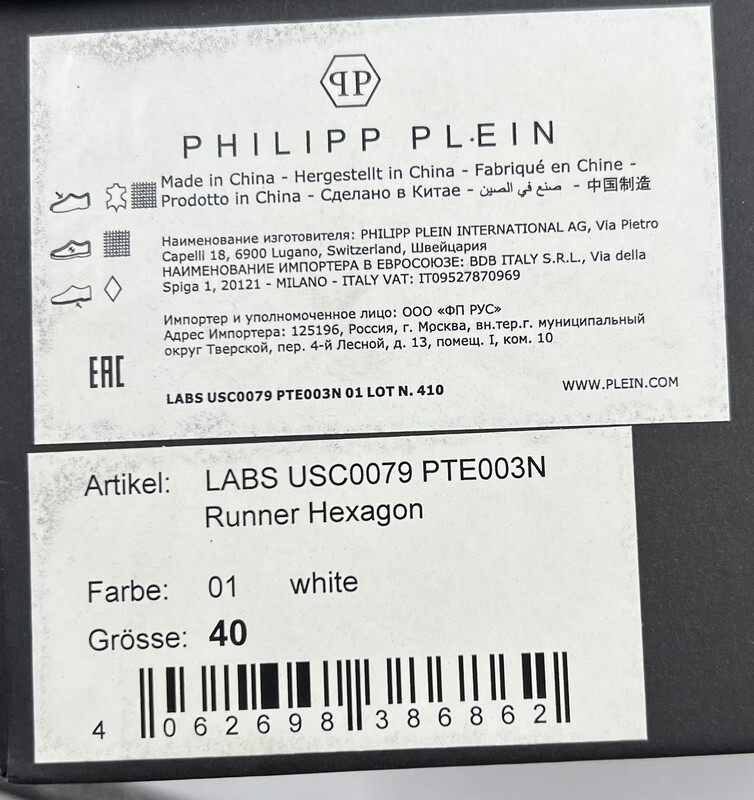 PP
PHILIPP PLEIN
Made in China - Hergestellt in China - Fabriqué en Chine -
Prodotto in China - Сделано в Китае - صنع في الصين - 中国制造
Наименование изготовителя: PHILIPP PLEIN INTERNATIONAL AG, Via Pietro
Capelli 18, 6900 Lugano, Switzerland, Швейцария
НАИМЕНОВАНИЕ ИМПОРТЕРА В ЕВРОСОЮЗЕ: BDB ITALY S.R.L., Via della
Spiga 1, 20121 - MILANO - ITALY VAT: IT09527870969
Импортер и уполномоченное лицо: ООО «ФП РУС»
Адрес Импортера: 125196, Россия, г. Москва, вн.тер.г. муниципальный
округ Тверской, пер. 4-й Лесной, д. 13, помещ. I, ком. 10
EAC
LABS USC0079 PTE003N 01 LOT N. 410
WWW.PLEIN.COM
Artikel: LABS USC0079 PTE003N
Runner Hexagon
Farbe: 01 white
Grösse: 40
4 062698 386862